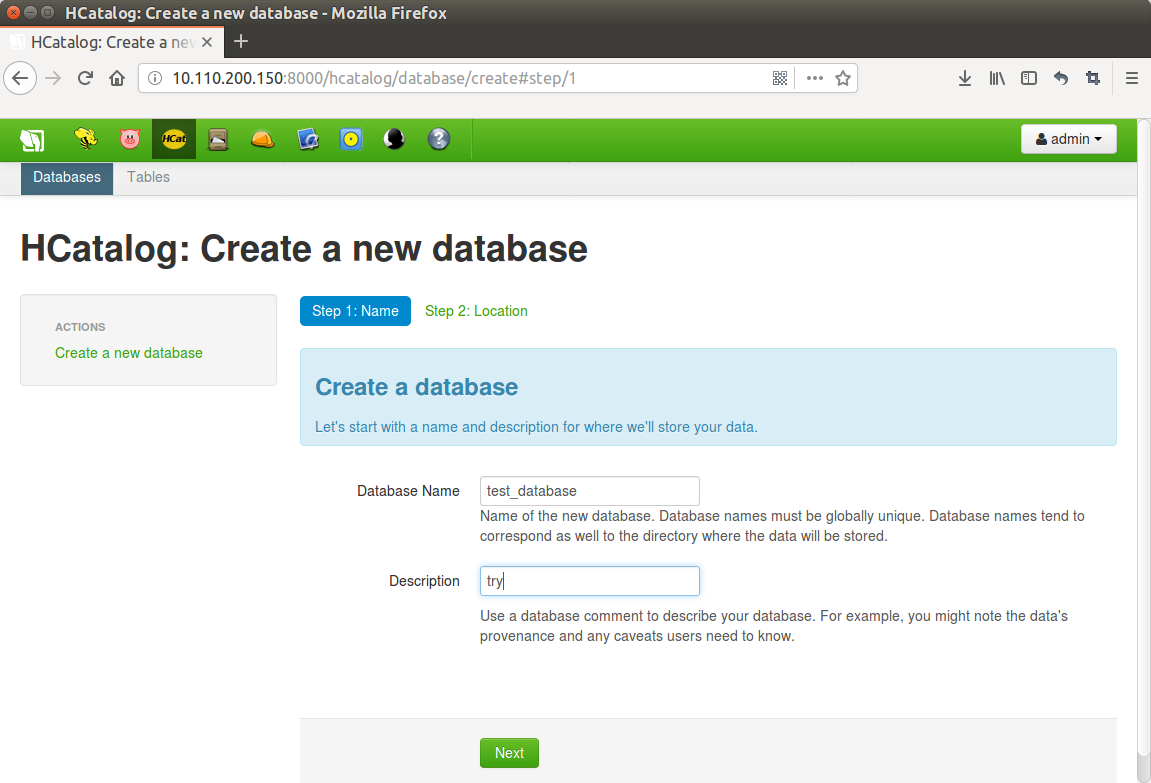 HCatalog: Create a new database - Mozilla Firefox
HCatalog: Create a nev
10.110.200.150:8000/hcatalog/database/create#step/1
HCat
admin
Databases Tables
HCatalog: Create a new database
ACTIONS
Create a new database
Step 1: Name Step 2: Location
Create a database
Let's start with a name and description for where we'll store your data.
Database Name test_database
Name of the new database. Database names must be globally unique. Database names tend to
correspond as well to the directory where the data will be stored.
Description try
Use a database comment to describe your database. For example, you might note the data's
provenance and any caveats users need to know.
Next